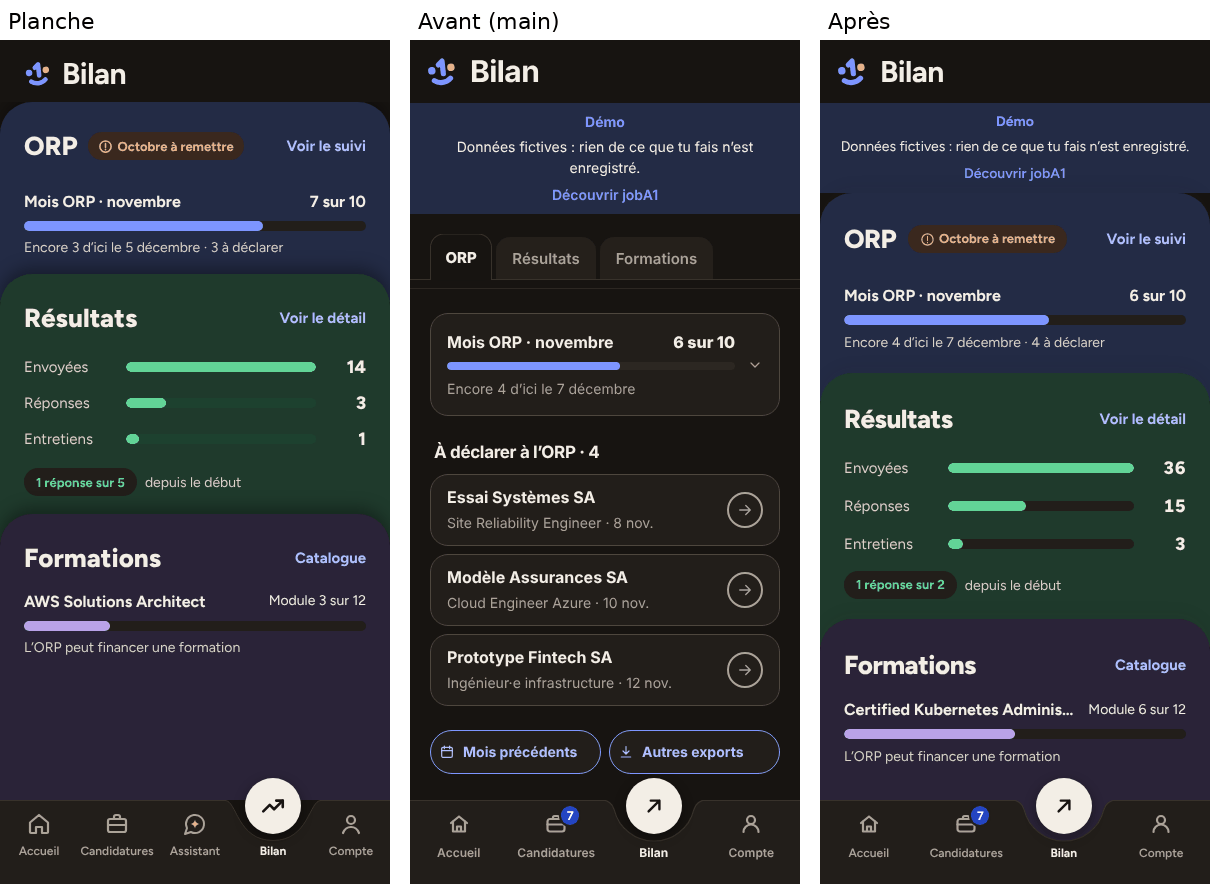 Planche
Bilan
ORP
Octobre à remettre
Voir le suivi
Mois ORP · novembre
7 sur 10
Encore 3 d’ici le 5 décembre · 3 à déclarer
Résultats
Voir le détail
Envoyées
14
Réponses
3
Entretiens
1
1 réponse sur 5
depuis le début
Formations
Catalogue
AWS Solutions Architect
Module 3 sur 12
L’ORP peut financer une formation
Accueil
Candidatures
Assistant
Bilan
Compte
Avant (main)
Bilan
Démo
Données fictives : rien de ce que tu fais n’est
enregistré.
Découvrir jobA1
ORP
Résultats
Formations
Mois ORP · novembre
6 sur 10
Encore 4 d’ici le 7 décembre
À déclarer à l’ORP · 4
Essai Systèmes SA
Site Reliability Engineer · 8 nov.
Modèle Assurances SA
Cloud Engineer Azure · 10 nov.
Prototype Fintech SA
Ingénieur·e infrastructure · 12 nov.
Mois précédents
Autres exports
Accueil
7
Candidatures
Bilan
Compte
Après
Bilan
Démo
Données fictives : rien de ce que tu fais n’est enregistré.
Découvrir jobA1
ORP
Octobre à remettre
Voir le suivi
Mois ORP · novembre
6 sur 10
Encore 4 d’ici le 7 décembre · 4 à déclarer
Résultats
Voir le détail
Envoyées
36
Réponses
15
Entretiens
3
1 réponse sur 2
depuis le début
Formations
Catalogue
Certified Kubernetes Adminis...
Module 6 sur 12
L’ORP peut financer une formation
Accueil
7
Candidatures
Bilan
Compte